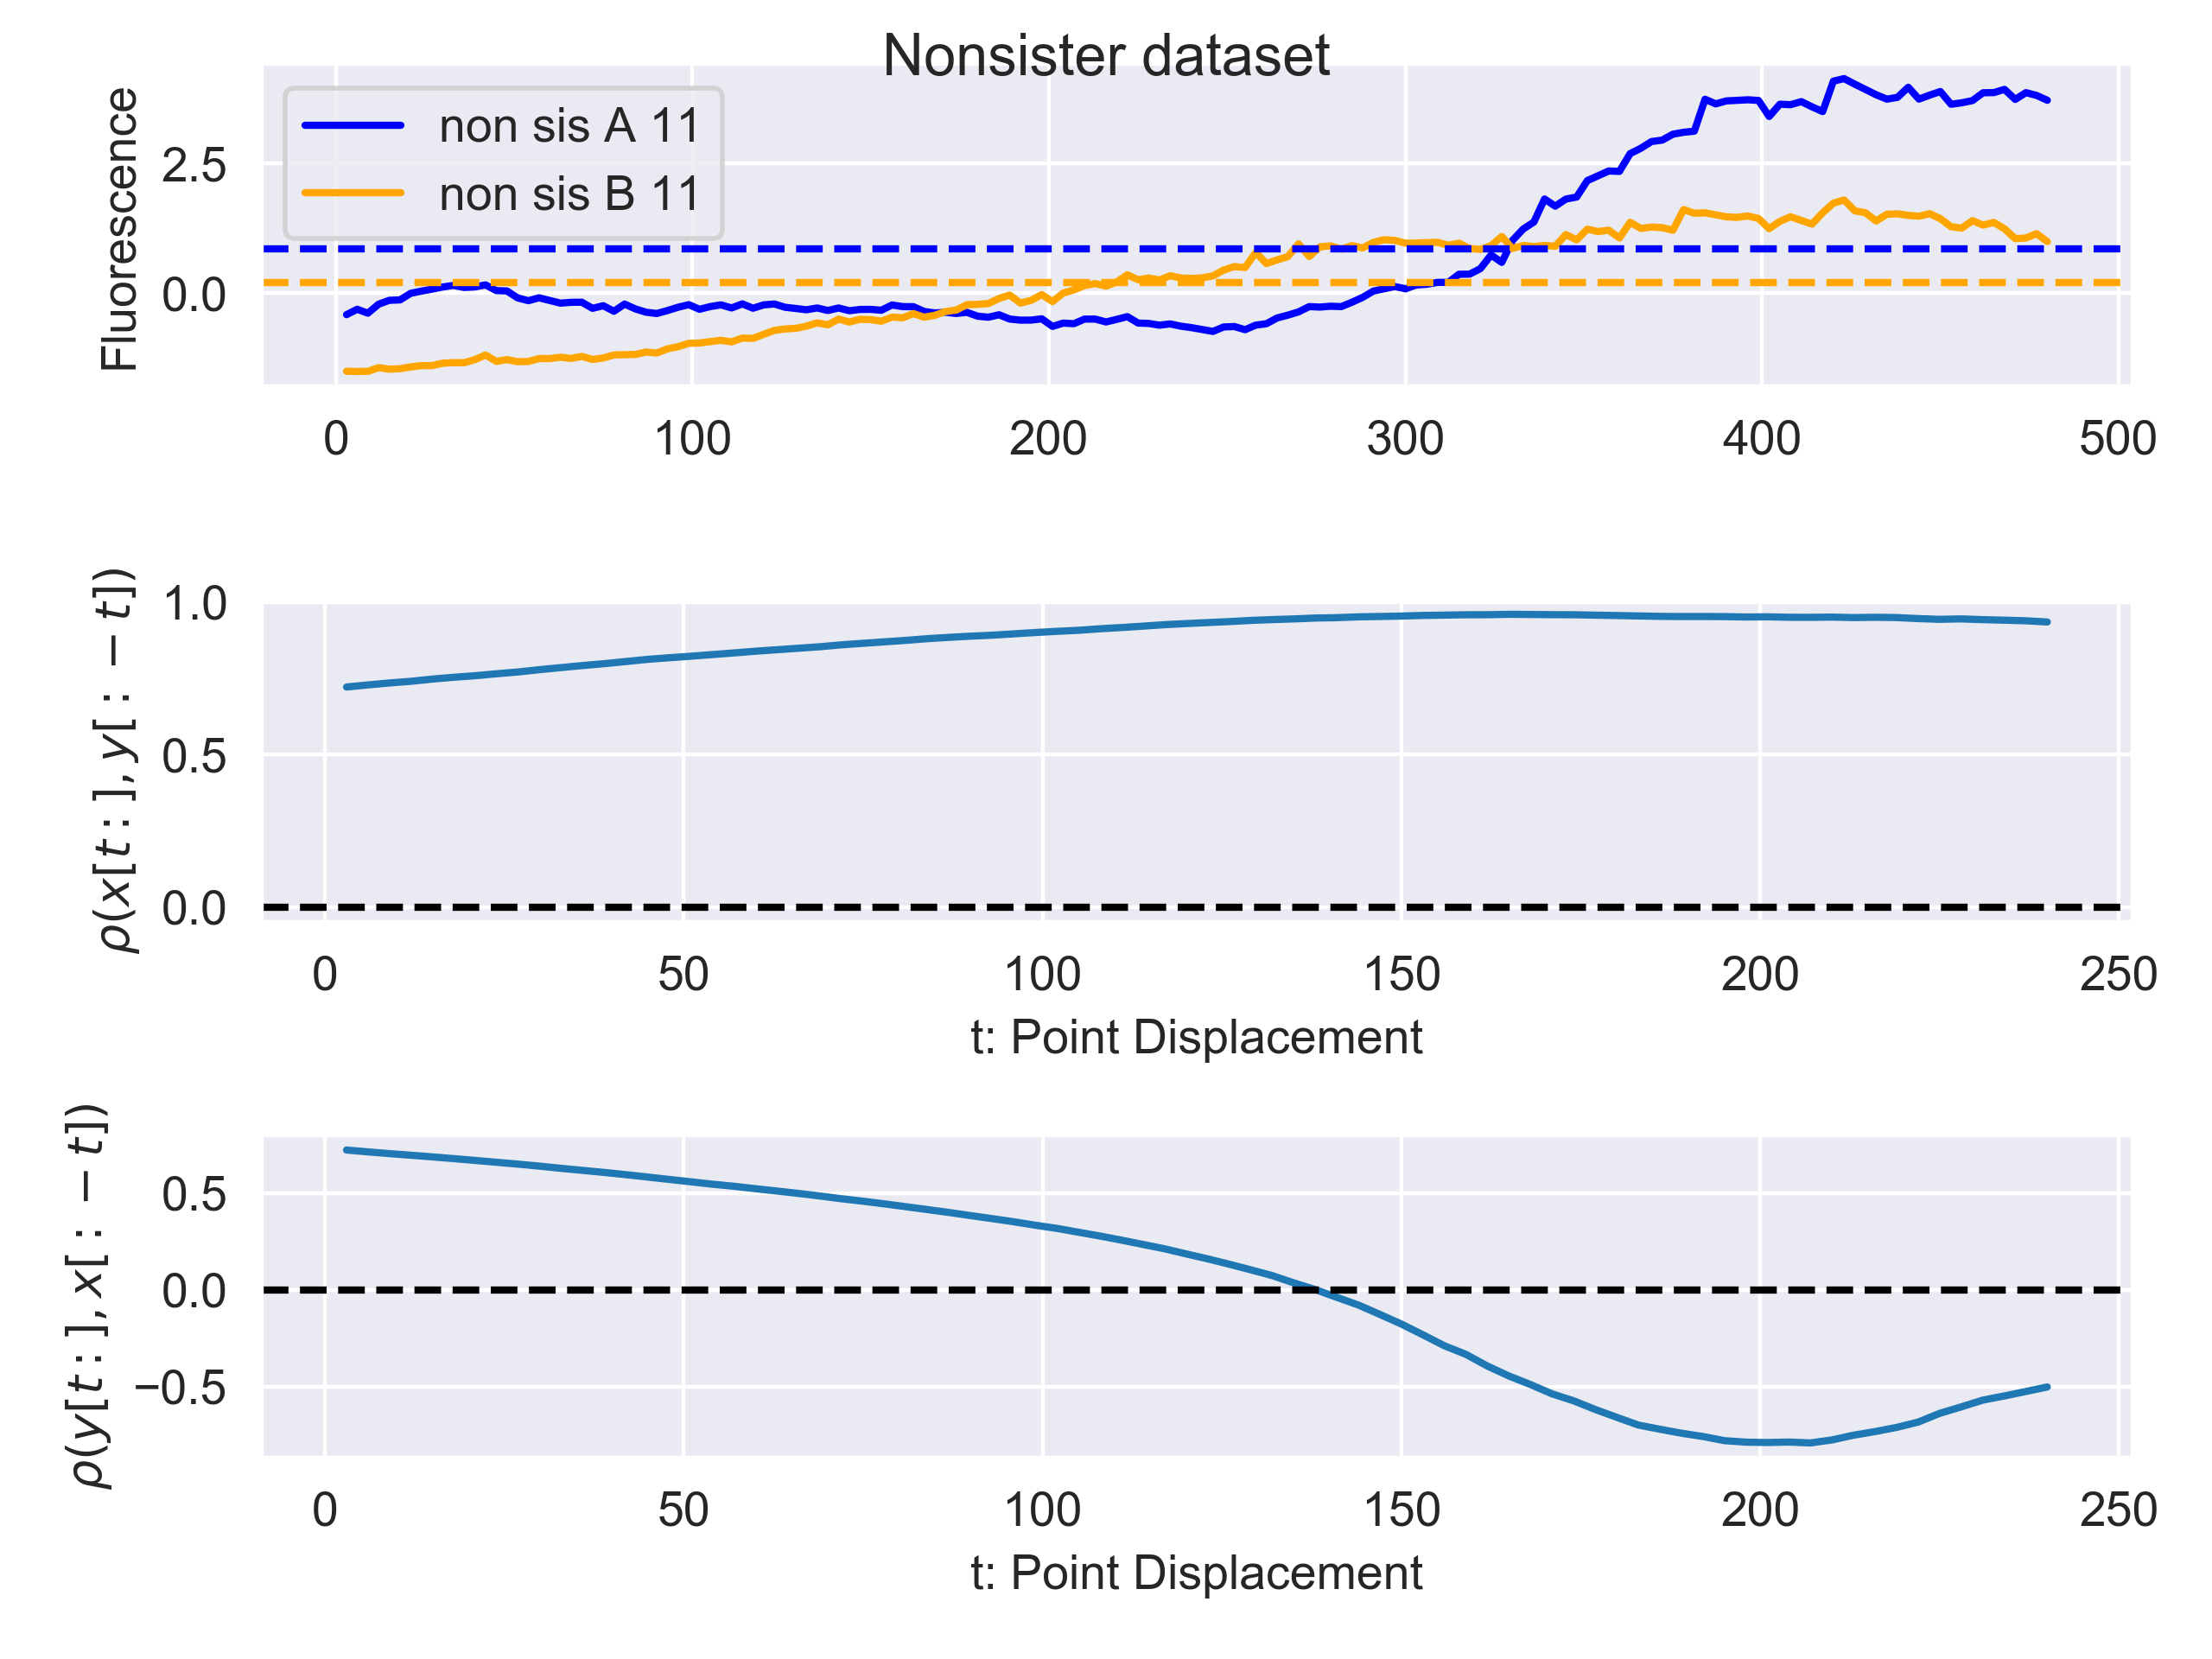 Nonsister dataset
Fluorescence
2.5
0.0
non sis A 11
non sis B 11
0 100 200 300 400 500
ρ(x[t:], y[:−t])
1.0
0.5
0.0
0 50 100 150 200 250
t: Point Displacement
ρ(y[t:], x[:−t])
0.5
0.0
−0.5
0 50 100 150 200 250
t: Point Displacement